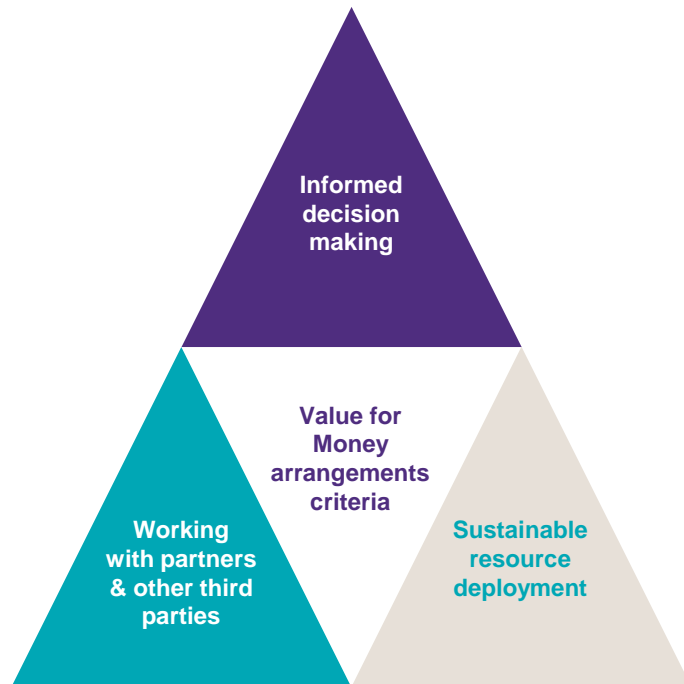 Informed
decision
making
Value for
Money
arrangements
criteria
Working
with partners
& other third
parties
Sustainable
resource
deployment